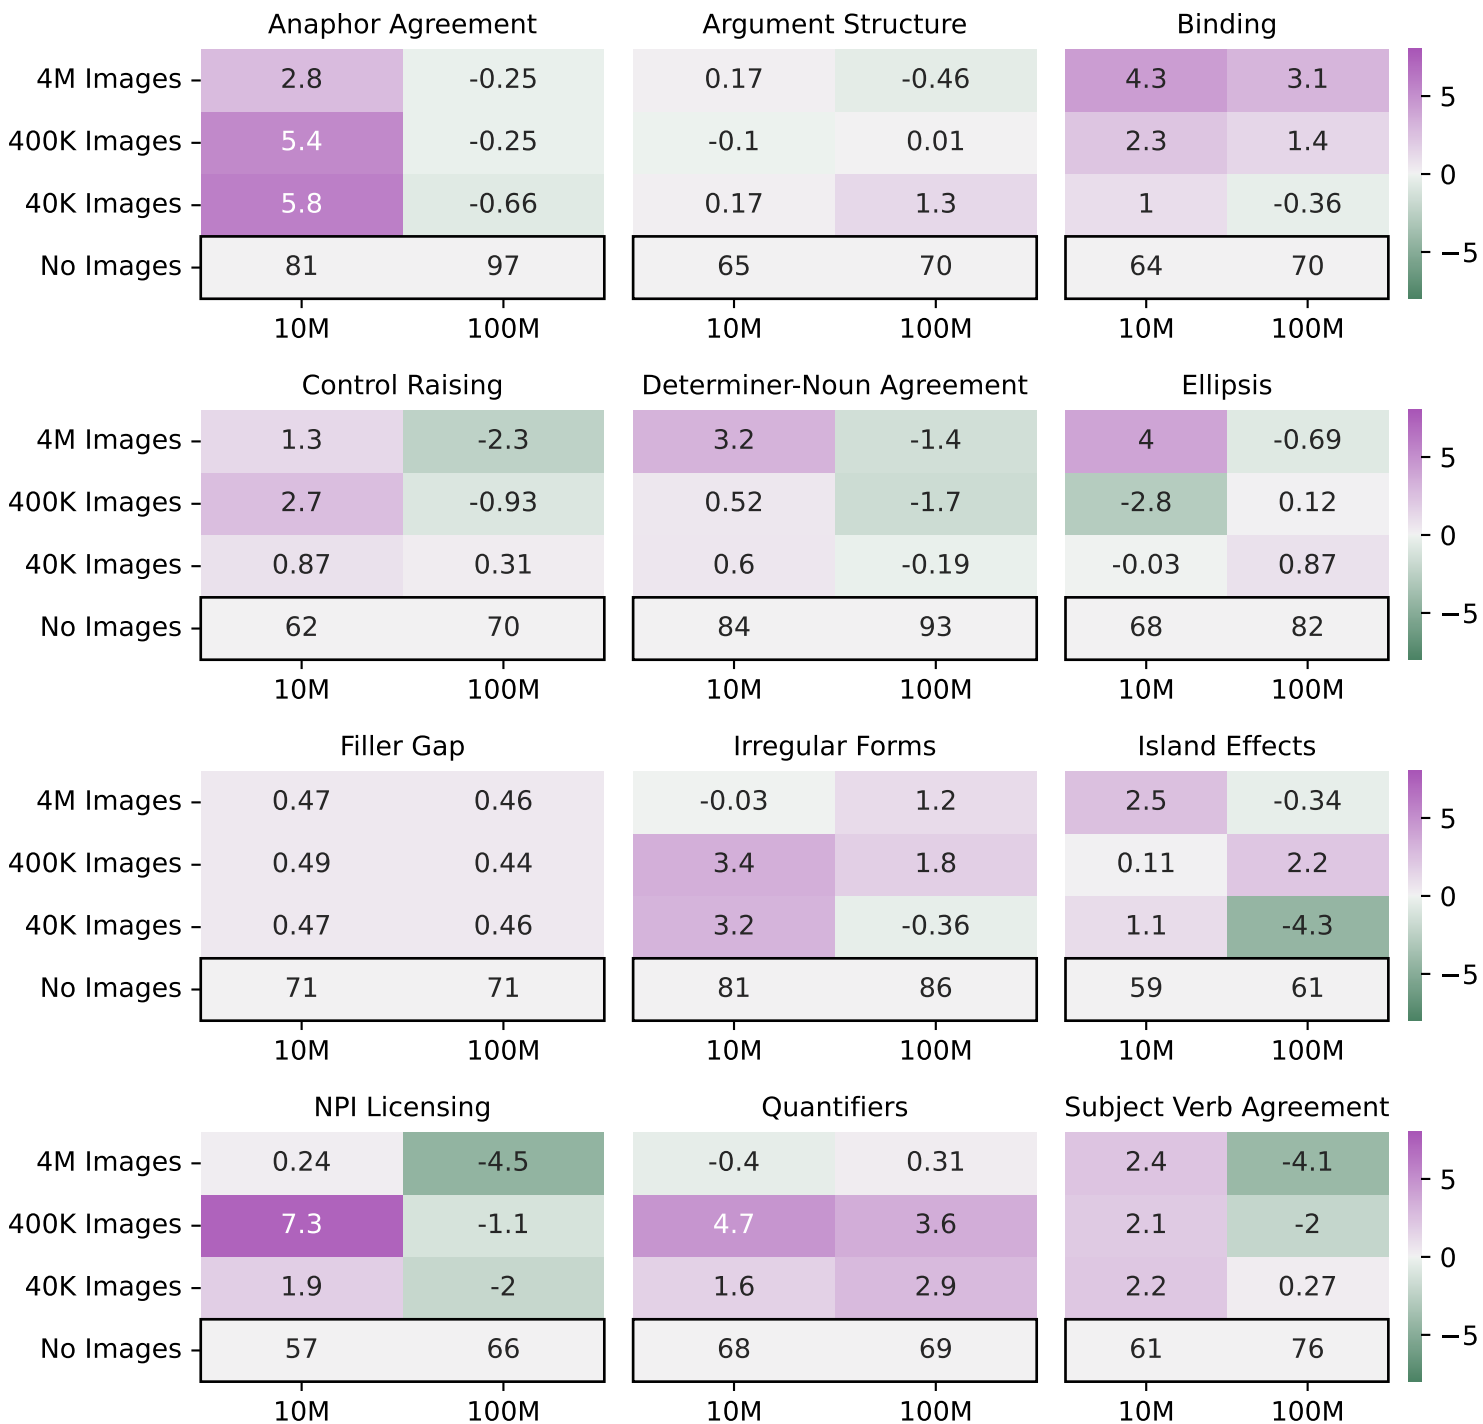 Anaphor Agreement Argument Structure Binding
4M Images 2.8 -0.25 0.17 -0.46 4.3 3.1
5
400K Images 5.4 -0.25 -0.1 0.01 2.3 1.4
0
40K Images 5.8 -0.66 0.17 1.3 1 -0.36
−5
No Images 81 97 65 70 64 70
10M 100M 10M 100M 10M 100M
Control Raising Determiner-Noun Agreement Ellipsis
4M Images 1.3 -2.3 3.2 -1.4 4 -0.69
5
400K Images 2.7 -0.93 0.52 -1.7 -2.8 0.12
0
40K Images 0.87 0.31 0.6 -0.19 -0.03 0.87
−5
No Images 62 70 84 93 68 82
10M 100M 10M 100M 10M 100M
Filler Gap Irregular Forms Island Effects
4M Images 0.47 0.46 -0.03 1.2 2.5 -0.34
5
400K Images 0.49 0.44 3.4 1.8 0.11 2.2
0
40K Images 0.47 0.46 3.2 -0.36 1.1 -4.3
−5
No Images 71 71 81 86 59 61
10M 100M 10M 100M 10M 100M
NPI Licensing Quantifiers Subject Verb Agreement
4M Images 0.24 -4.5 -0.4 0.31 2.4 -4.1
5
400K Images 7.3 -1.1 4.7 3.6 2.1 -2
0
40K Images 1.9 -2 1.6 2.9 2.2 0.27
−5
No Images 57 66 68 69 61 76
10M 100M 10M 100M 10M 100M